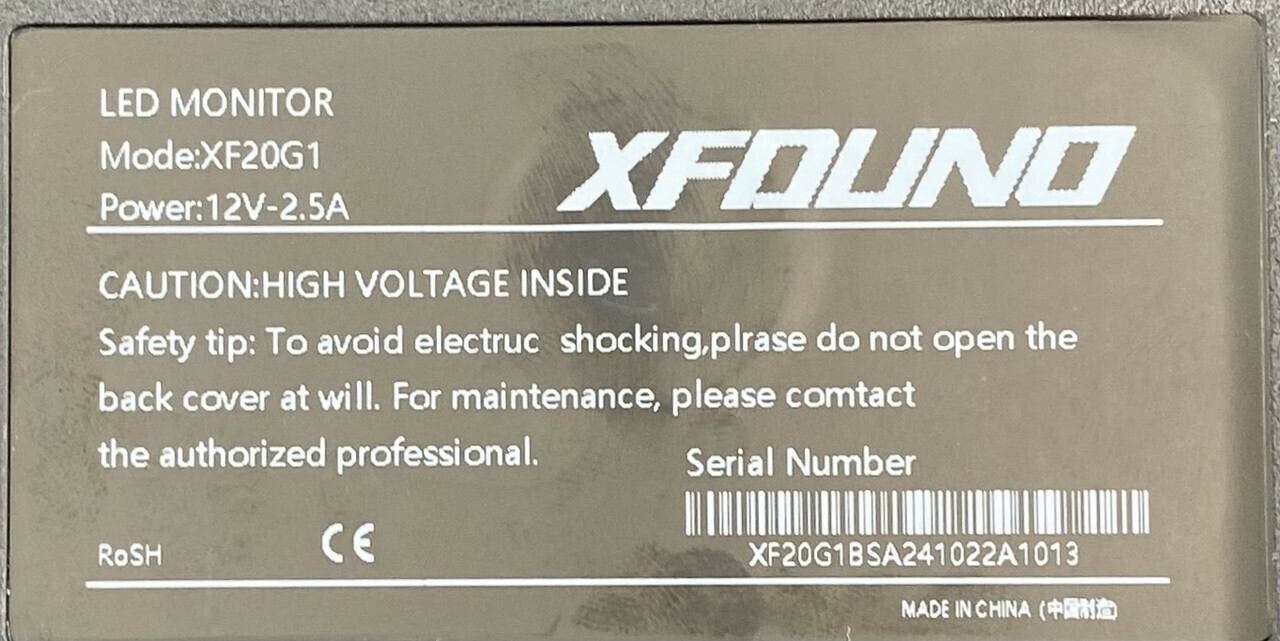 LED MONITOR
Mode:XF20G1
Power:12V-2.5A
XFOUND
CAUTION:HIGH VOLTAGE INSIDE
Safety tip: To avoid electruc shocking,plrase do not open the
back cover at will. For maintenance, please comtact
the authorized professional.
Serial Number
XF20G1BSA241022A1013
RoSH
CE
MADE IN CHINA (中国制造)